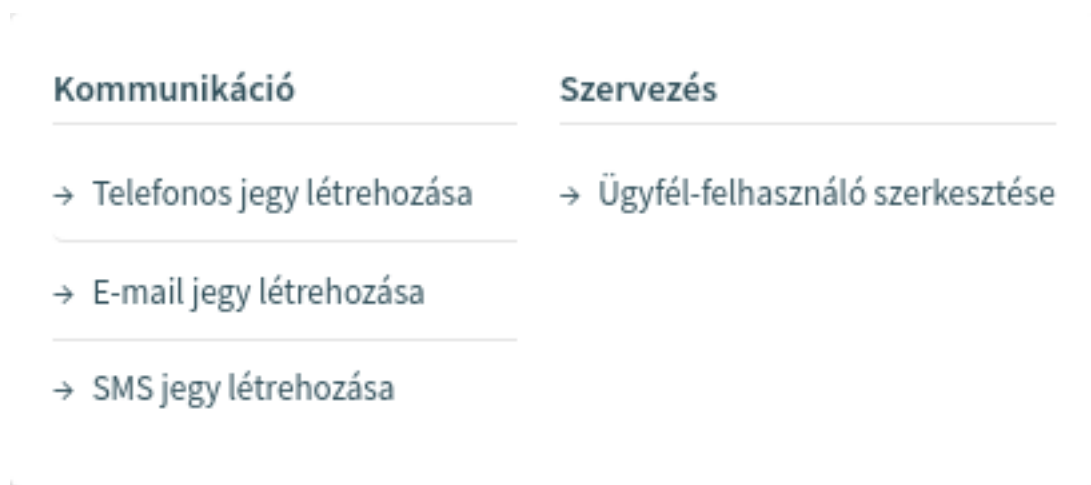 Kommunikáció
→ Telefonos jegy létrehozása
→ E-mail jegy létrehozása
→ SMS jegy létrehozása
Szervezés
→ Ügyfél-felhasználó szerkesztése